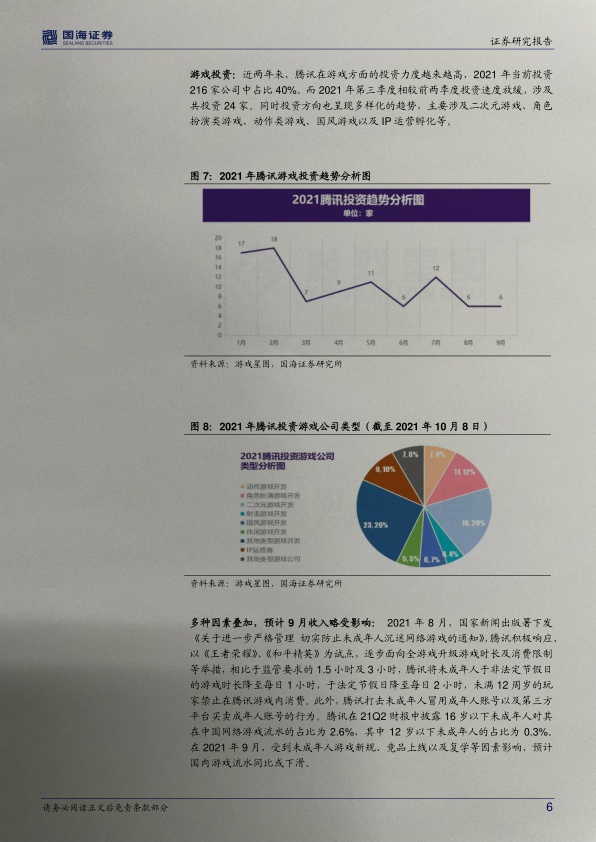 国海证券
SEALAND SECURITIES
证券研究报告
游戏投资：近两年来，腾讯在游戏方面的投资力度越来越高，2021 年当前投资
216 家公司中占比 40%。而 2021 年第三季度相较前两季度投资速度放缓，涉及
共投资 24 家。同时投资方向也呈现多样化的趋势，主要涉及二次元游戏、角色
扮演类游戏、动作类游戏、国风游戏以及 IP 运营孵化等。
图 7：2021 年腾讯游戏投资趋势分析图
2021腾讯投资趋势分析图
单位：家
20
18
16
14
12
10
8
6
4
2
0
17
18
7
9
11
6
12
6
6
1月 2月 3月 4月 5月 6月 7月 8月 9月
资料来源：游戏星图，国海证券研究所
图 8：2021 年腾讯投资游戏公司类型（截至 2021 年 10 月 8 日）
2021腾讯投资游戏公司
类型分析图
动作游戏开发
角色扮演游戏开发
二次元游戏开发
射击游戏开发
国风游戏开发
休闲游戏开发
其他类型游戏开发
IP运营商
其他类型游戏公司
7,8%
11,12%
4,4%
6,7%
5,5%
23,26%
9,10%
7,8%
资料来源：游戏星图，国海证券研究所
多种因素叠加，预计 9 月收入略受影响： 2021 年 8 月，国家新闻出版署下发
《关于进一步严格管理 切实防止未成年人沉迷网络游戏的通知》。腾讯积极响应，
以《王者荣耀》、《和平精英》为试点，逐步面向全游戏升级游戏时长及消费限制
等举措，相比于监管要求的 1.5 小时及 3 小时，腾讯将未成年人于非法定节假日
的游戏时长降至每日 1 小时，于法定节假日降至每日 2 小时，未满 12 周岁的玩
家禁止在腾讯游戏内消费。此外，腾讯打击未成年人冒用成年人账号以及第三方
平台买卖成年人账号的行为。腾讯在 21Q2 财报中披露 16 岁以下未成年人对其
在中国网络游戏流水的占比为 2.6%，其中 12 岁以下未成年人的占比为 0.3%。
在 2021 年 9 月，受到未成年人游戏新规、竞品上线以及复学等因素影响，预计
国内游戏流水同比或下滑。
请务必阅读正文后免责条款部分
6